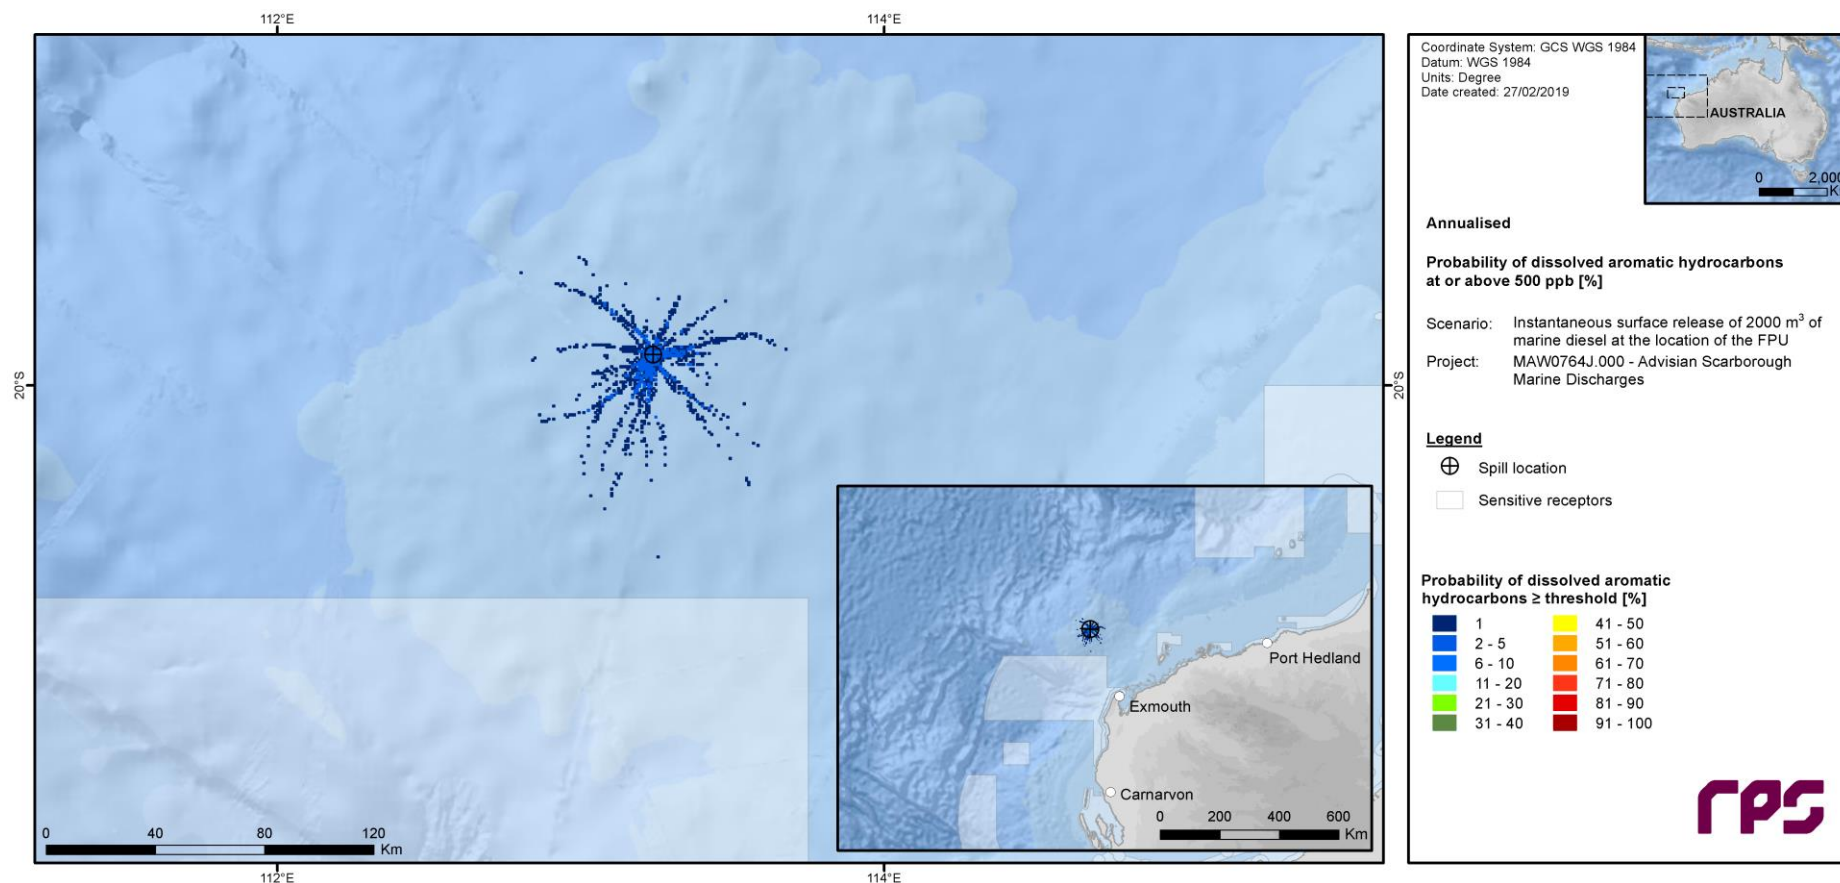 112°E
114°E
20°S
20°S
0
40
80
120
Km
Port Hedland
Exmouth
Carnarvon
0
200
400
600
Km
112°E
114°E
Coordinate System: GCS WGS 1984
Datum: WGS 1984
Units: Degree
Date created: 27/02/2019
AUSTRALIA
0
Annualised
Probability of dissolved aromatic hydrocarbons
at or above 500 ppb [%]
Scenario: Instantaneous surface release of 2000 m³ of
marine diesel at the location of the FPU
Project: MAW0764J.000 - Advisian Scarborough
Marine Discharges
Legend
Spill location
Sensitive receptors
Probability of dissolved aromatic
hydrocarbons ≥ threshold [%]
1 41 - 50
2 - 5 51 - 60
6 - 10 61 - 70
11 - 20 71 - 80
21 - 30 81 - 90
31 - 40 91 - 100
rps